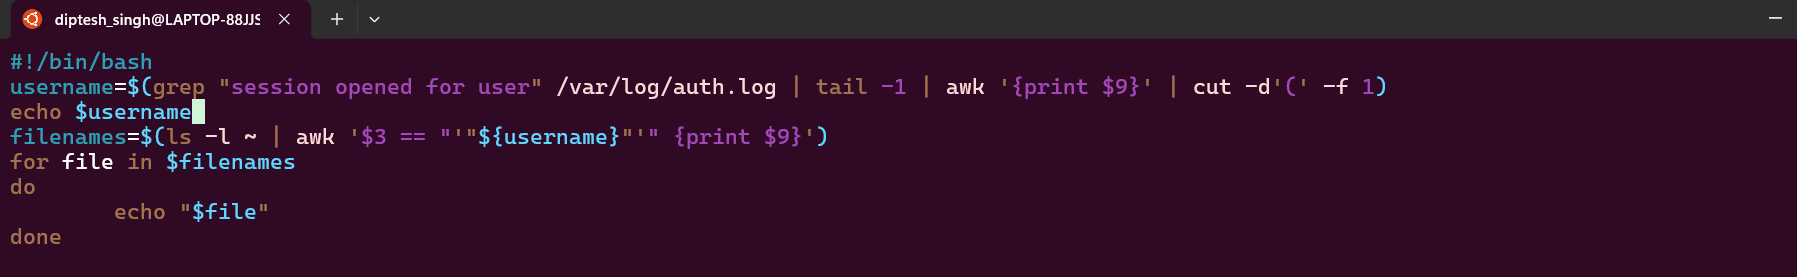 diptesh_singh@LAPTOP-88JJS
#!/bin/bash
username=$(grep "session opened for user" /var/log/auth.log | tail -1 | awk '{print $9}' | cut -d'(' -f 1)
echo $username
filenames=$(ls -l ~ | awk '$3 == "'"${username}"'" {print $9}')
for file in $filenames
do
        echo "$file"
done